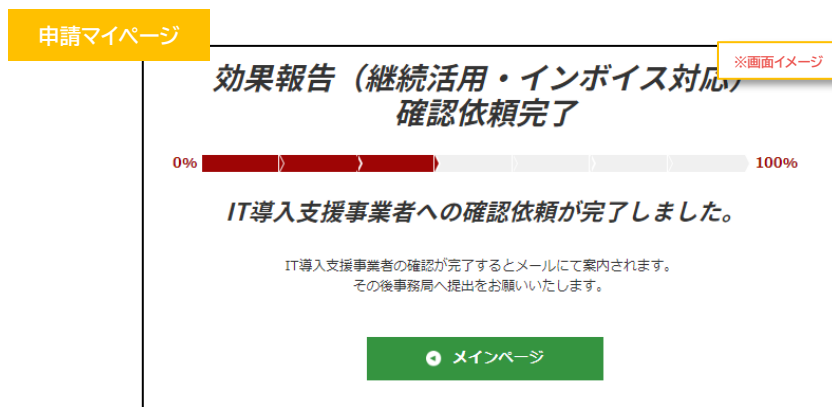 申請マイページ
※画面イメージ
効果報告（継続活用・インボイス対応）
確認依頼完了
0%
100%
IT導入支援事業者への確認依頼が完了しました。
IT導入支援事業者の確認が完了するとメールにて案内されます。
その後事務局へ提出をお願いいたします。
メインページ